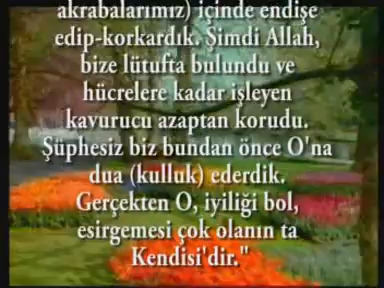 akrabalarımız) içinde endişe
edip-korkardık. Şimdi Allah,
bize lütufta bulundu ve
hücrelere kadar işleyen
kavurucu azaptan korudu.
Şüphesiz biz bundan önce O'na
dua (kulluk) ederdik.
Gerçekten O, iyiliği bol,
esirgemesi çok olanın ta
Kendisi'dir."